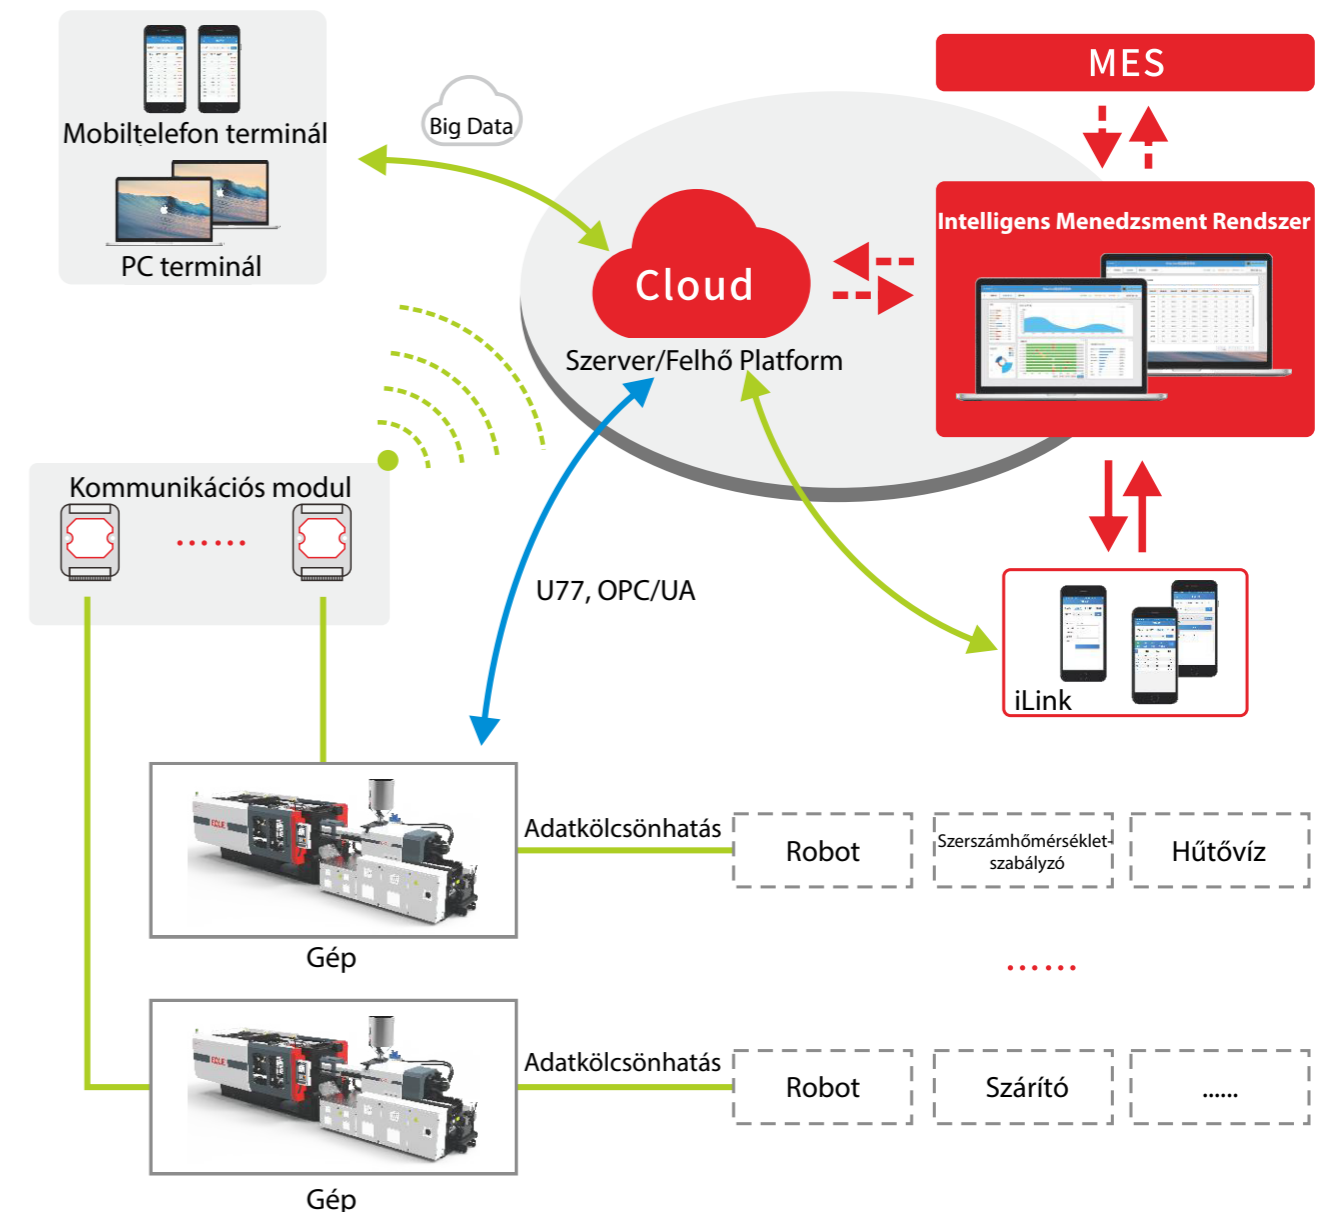 Mobiltelefon terminál
PC terminál
Big Data
MES
Intelligens Menedzsment Rendszer
Cloud
Szerver/Felhő Platform
Kommunikációs modul
......
U77, OPC/UA
iLink
Adatkölcsönhatás
Robot
Szerszámhőmérséklet-
szabályzó
Hűtővíz
Gép
......
Adatkölcsönhatás
Robot
Szárító
......
Gép